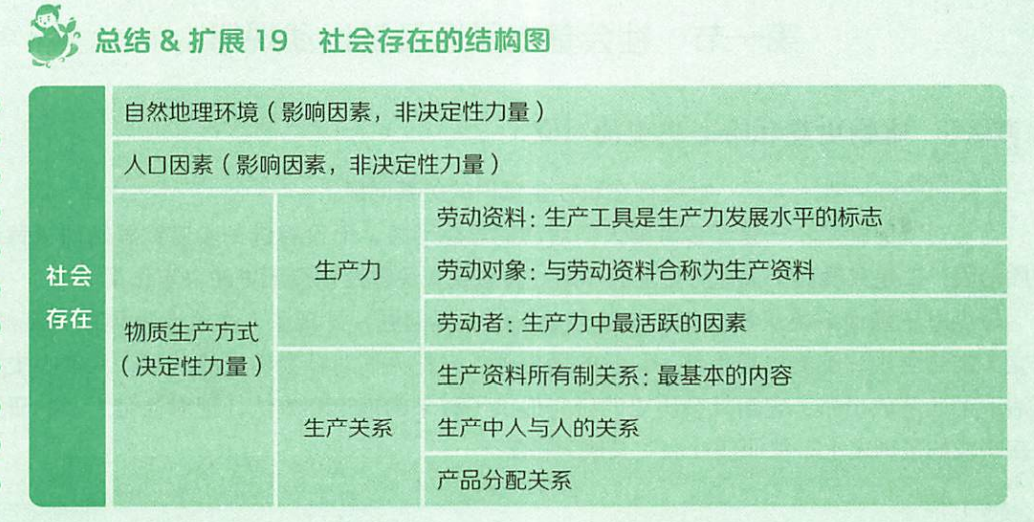 总结 & 扩展 19 社会存在的结构图
社会
存在
自然地理环境（影响因素，非决定性力量）
人口因素（影响因素，非决定性力量）
物质生产方式
（决定性力量）
生产力
劳动资料：生产工具是生产力发展水平的标志
劳动对象：与劳动资料合称为生产资料
劳动者：生产力中最活跃的因素
生产关系
生产资料所有制关系：最基本的内容
生产中人与人的关系
产品分配关系